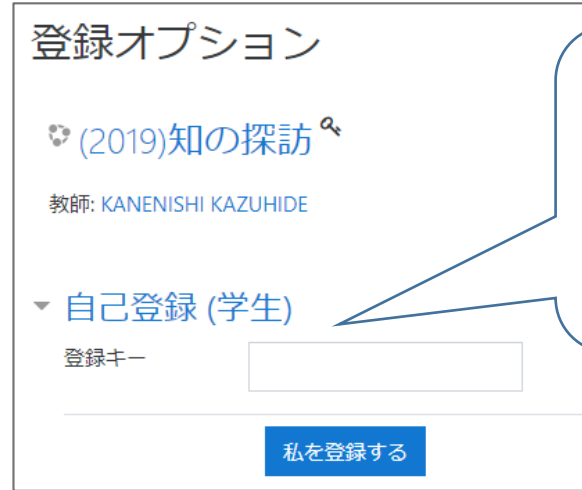 登録オプション
(2019)知の探訪
教師: KANENISHI KAZUHIDE
自己登録 (学生)
登録キー
私を登録する